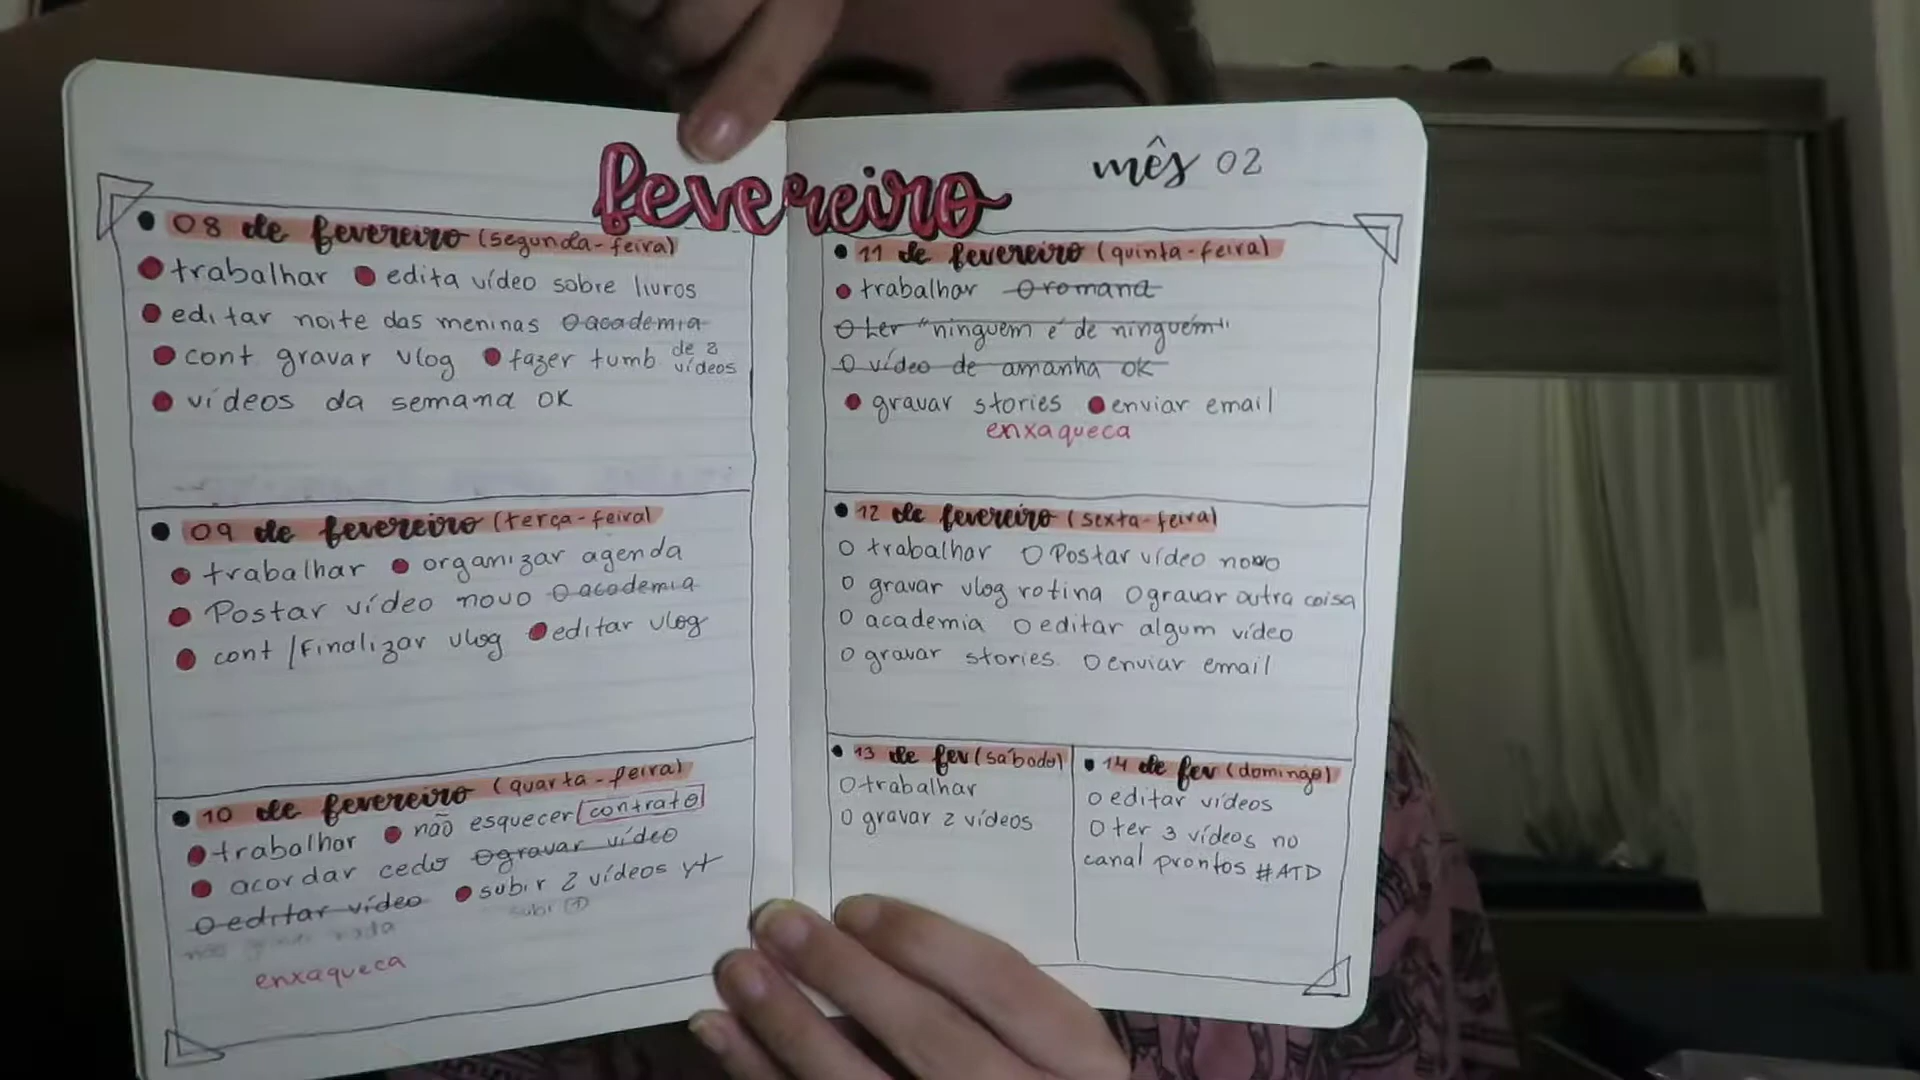 fevereiro
mês 02
08 de fevereiro (segunda-feira)
trabalhar edita vídeo sobre livros
editar noite das meninas academia
cont gravar vlog fazer tumb de 2 vídeos
vídeos da semana OK
09 de fevereiro (terça-feira)
trabalhar organizar agenda
Postar vídeo novo academia
cont/Finalizar vlog editar vlog
10 de fevereiro (quarta-feira)
trabalhar não esquecer contrato
acordar cedo gravar vídeo
editar vídeo subir 2 vídeos yt
subi 1
enxaqueca
11 de fevereiro (quinta-feira)
trabalhar romana
Ler "ninguem é de ninguém"
vídeo de amanha OK
gravar stories enviar email
enxaqueca
12 de fevereiro (sexta-feira)
trabalhar Postar vídeo novo
gravar vlog rotina gravar outra coisa
academia editar algum vídeo
gravar stories enviar email
13 de fev (sábado)
trabalhar
gravar 2 vídeos
14 de fev (domingo)
editar vídeos
ter 3 vídeos no
canal prontos #ATD